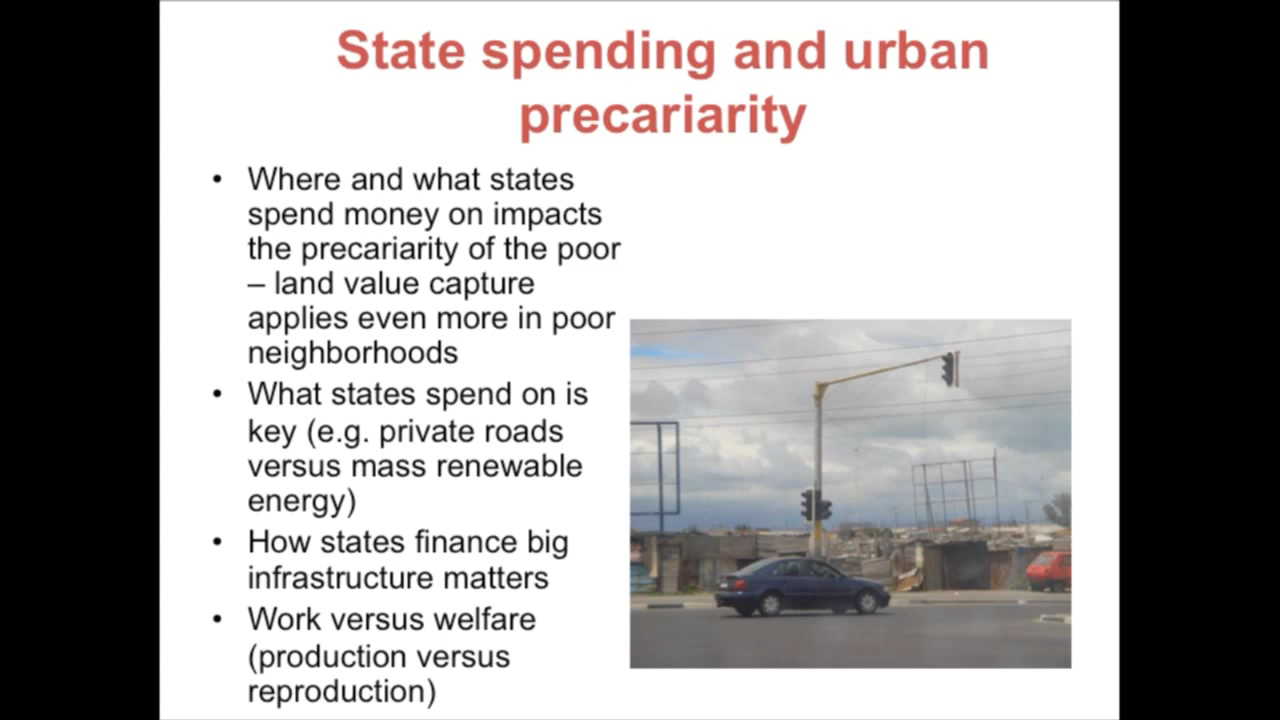 State spending and urban
precariarity
• Where and what states
spend money on impacts
the precariarity of the poor
– land value capture
applies even more in poor
neighborhoods
• What states spend on is
key (e.g. private roads
versus mass renewable
energy)
• How states finance big
infrastructure matters
• Work versus welfare
(production versus
reproduction)